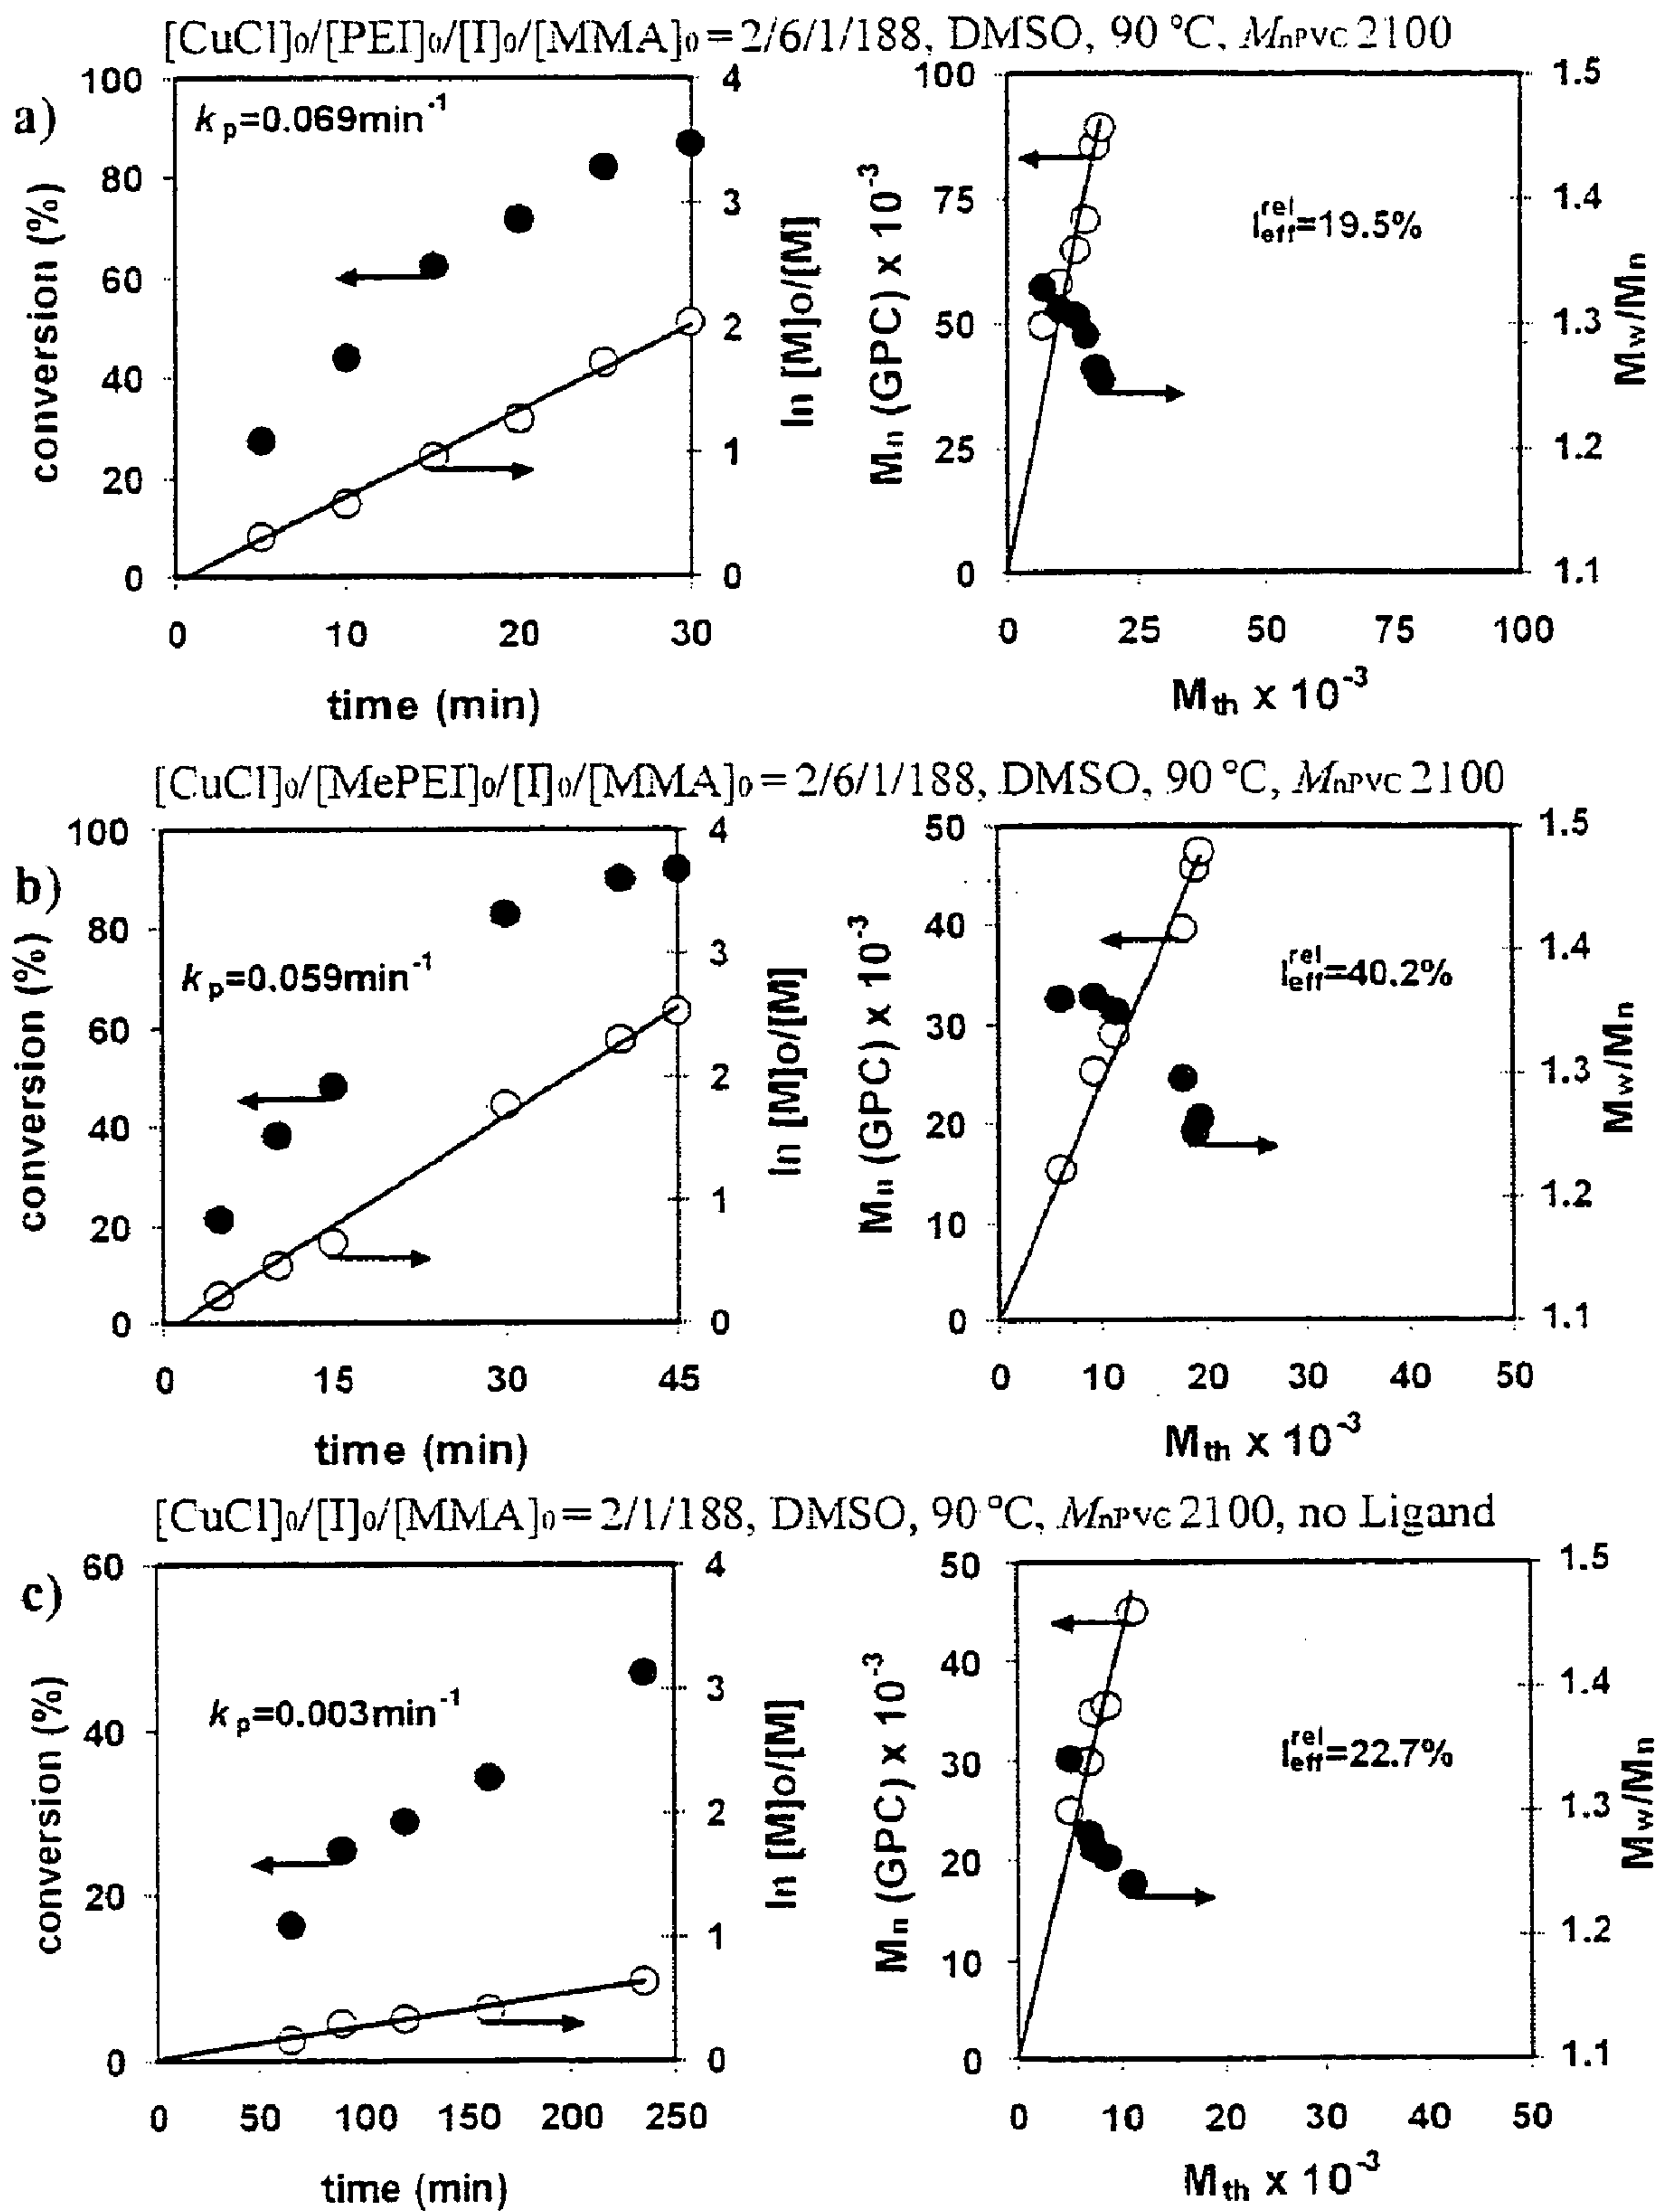 [CuCl]₀/[PEI]₀/[I]₀/[MMA]₀ = 2/6/1/188, DMSO, 90 °C, MnPVC 2100
a)
100
80
60
40
20
0
conversion (%)
kp=0.069min⁻¹
4
3
2
1
0
ln [M]o/[M]
0 10 20 30
time (min)
100
75
50
25
0
Mn (GPC) x 10⁻³
I rel eff=19.5%
1.5
1.4
1.3
1.2
1.1
Mw/Mn
0 25 50 75 100
Mth x 10⁻³
[CuCl]₀/[MePEI]₀/[I]₀/[MMA]₀ = 2/6/1/188, DMSO, 90 °C, MnPVC 2100
b)
100
80
60
40
20
0
conversion (%)
kp=0.059min⁻¹
4
3
2
1
0
ln [M]o/[M]
0 15 30 45
time (min)
50
40
30
20
10
0
Mn (GPC) x 10⁻³
I rel eff=40.2%
1.5
1.4
1.3
1.2
1.1
Mw/Mn
0 10 20 30 40 50
Mth x 10⁻³
[CuCl]₀/[I]₀/[MMA]₀ = 2/1/188, DMSO, 90 °C, MnPVC 2100, no Ligand
c)
60
40
20
0
conversion (%)
kp=0.003min⁻¹
4
3
2
1
0
ln [M]o/[M]
0 50 100 150 200 250
time (min)
50
40
30
20
10
0
Mn (GPC) x 10⁻³
I rel eff=22.7%
1.5
1.4
1.3
1.2
1.1
Mw/Mn
0 10 20 30 40 50
Mth x 10⁻³